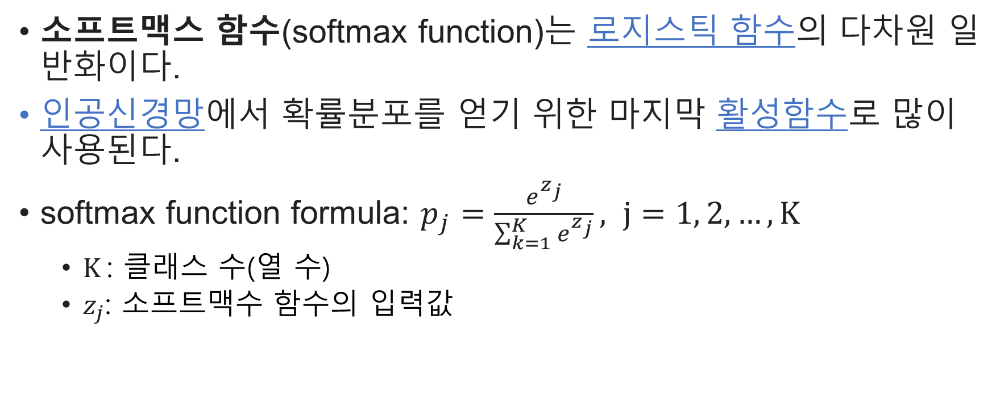 • 소프트맥스 함수(softmax function)는 로지스틱 함수의 다차원 일
반화이다.
• 인공신경망에서 확률분포를 얻기 위한 마지막 활성함수로 많이
사용된다.
• softmax function formula: $p_j = \frac{e^{z_j}}{\sum_{k=1}^{K} e^{z_j}}$, j = 1, 2, …, K
• K: 클래스 수(열 수)
• $z_j$: 소프트맥수 함수의 입력값